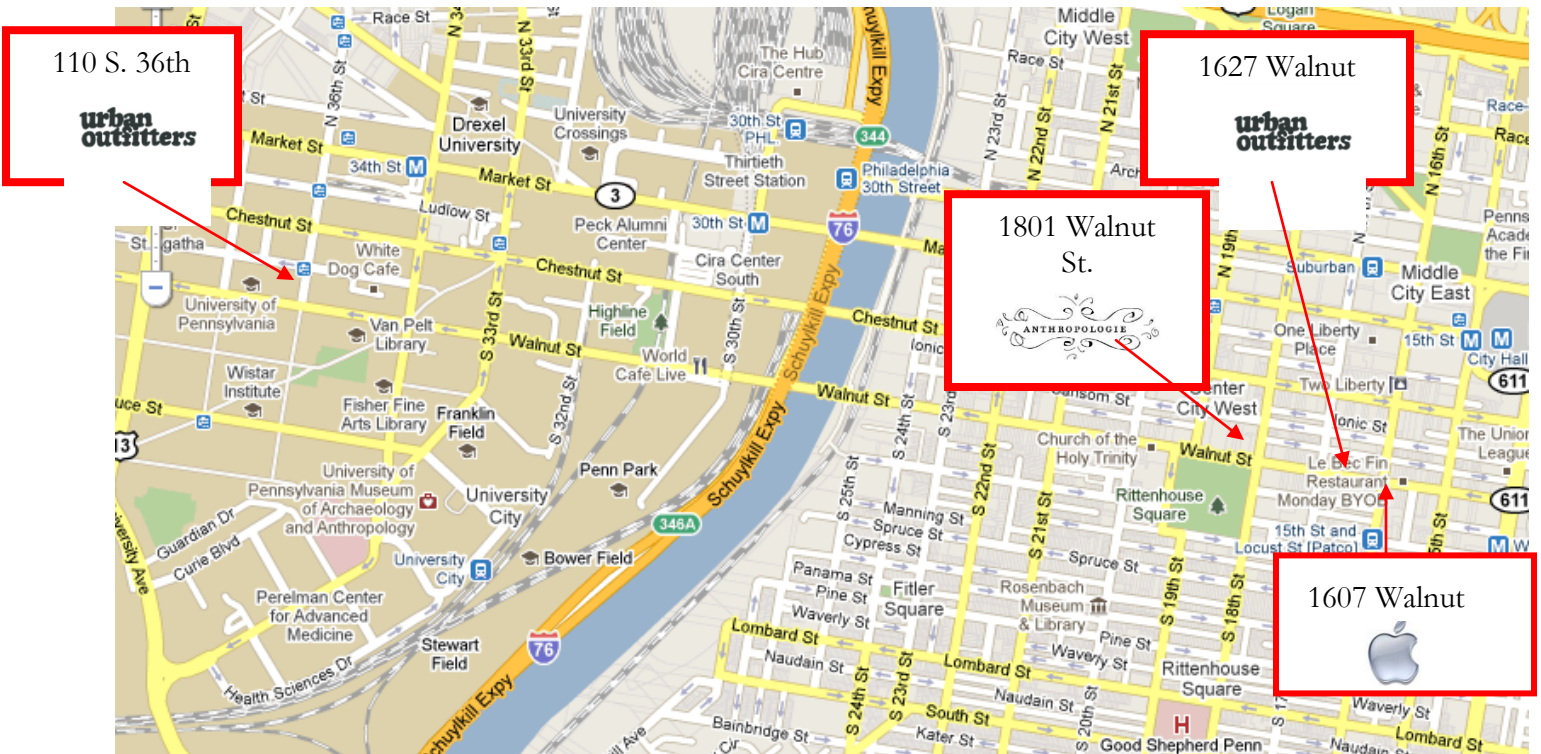 110 S. 36th
urban
outfitters
1627 Walnut
urban
outfitters
1801 Walnut
St.
ANTHROPOLOGIE
1607 Walnut
Race St
N 33rd St
N 36th St
Market St
34th St M
Drexel
University
University
Crossings
The Hub
Cira Centre
30th St
PHL.
Thirtieth
Street Station
Schuylkill Expy
344
Philadelphia
30th Street
Middle
City West
Logan
Square
Race St
N 23rd St
N 22nd St
N 21st St
N 16th St
Market St
3
Ludlow St
Peck Alumni
Center
30th St M
76
Cira Center
South
Chestnut St
White
Dog Cafe
Chestnut St
Chestnut St
University of
Pennsylvania
Van Pelt
Library
S 33rd St
Walnut St
Highline
Field
S 30th St
World
Cafe Live
Schuylkill Expy
Walnut St
Wistar
Institute
Fisher Fine
Arts Library
Franklin
Field
S 32nd St
Penn Park
Schuylkill Expy
University of
Pennsylvania Museum
of Archaeology
and Anthropology
University
City
346A
13
Guardian Dr
Curie Blvd
University
City
Bower Field
Perelman Center
for Advanced
Medicine
Stewart
Field
76
Health Sciences Dr
N 19th
Suburban
Middle
City East
One Liberty
Place
15th St M M
City Hall
Two Liberty
611
Center
City West
Sansom St
Ionic St
S 24th St
S 25th St
Church of the
Holy Trinity
Walnut St
Le Bec Fin
Restaurant
Monday BYOB
611
Rittenhouse
Square
15th St and
Locust St [Patco]
S 22nd St
S 21st St
Manning St
Spruce St
Cypress St
Spruce St
Panama St
Pine St
Waverly St
Fitler
Square
Rosenbach
Museum
& Library
S 19th St
S 18th St
Pine St
Waverly St
Lombard St
Naudain St
Lombard St
Naudain St
Rittenhouse
Square
S 24th St
S 23rd St
South St
Kater St
S 20th St
Bainbridge St
H
Good Shepherd Penn
Waverly St
Lombard St